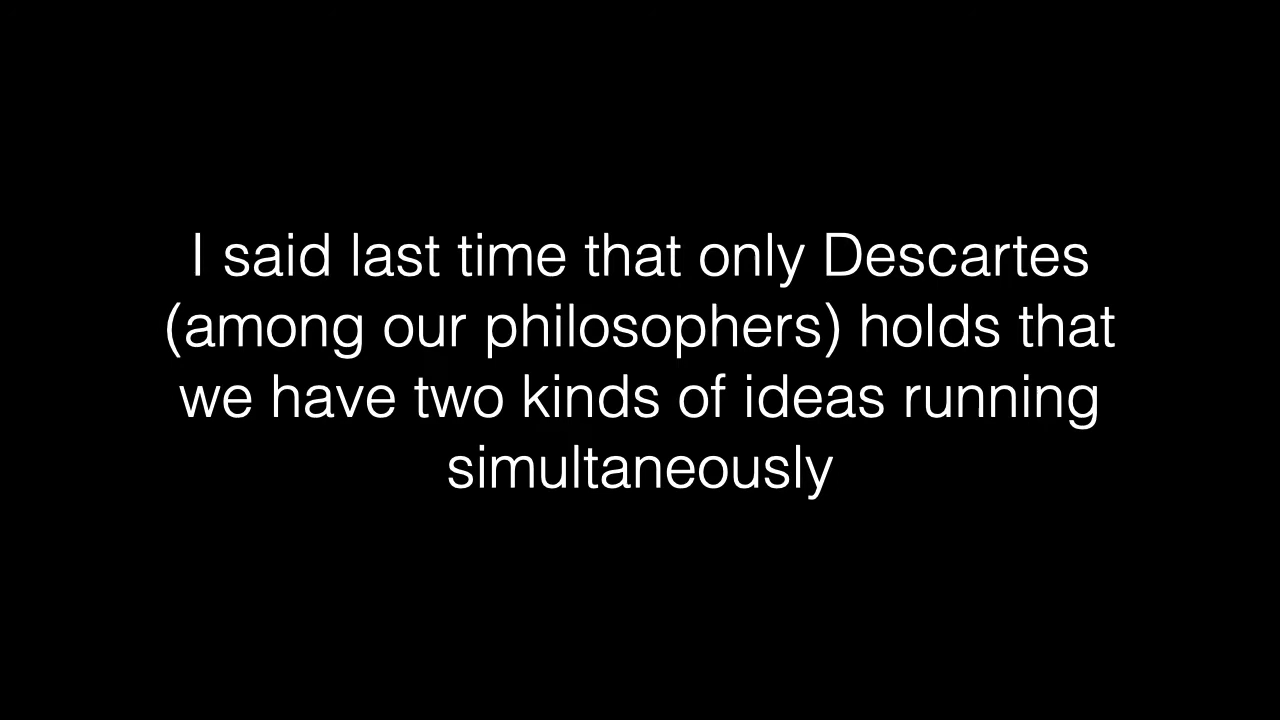 I said last time that only Descartes
(among our philosophers) holds that
we have two kinds of ideas running
simultaneously